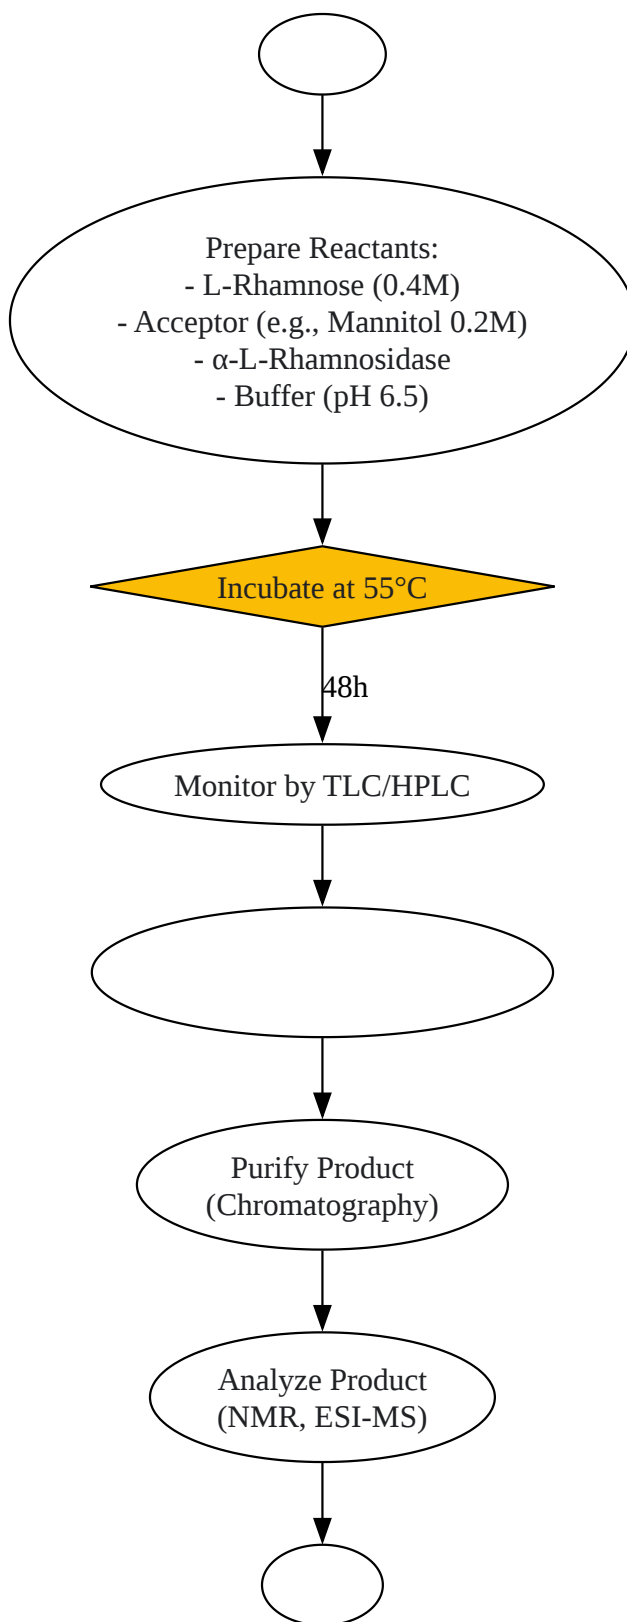 Prepare Reactants:
- L-Rhamnose (0.4M)
- Acceptor (e.g., Mannitol 0.2M)
- α-L-Rhamnosidase
- Buffer (pH 6.5)
Incubate at 55°C
48h
Monitor by TLC/HPLC
Purify Product
(Chromatography)
Analyze Product
(NMR, ESI-MS)